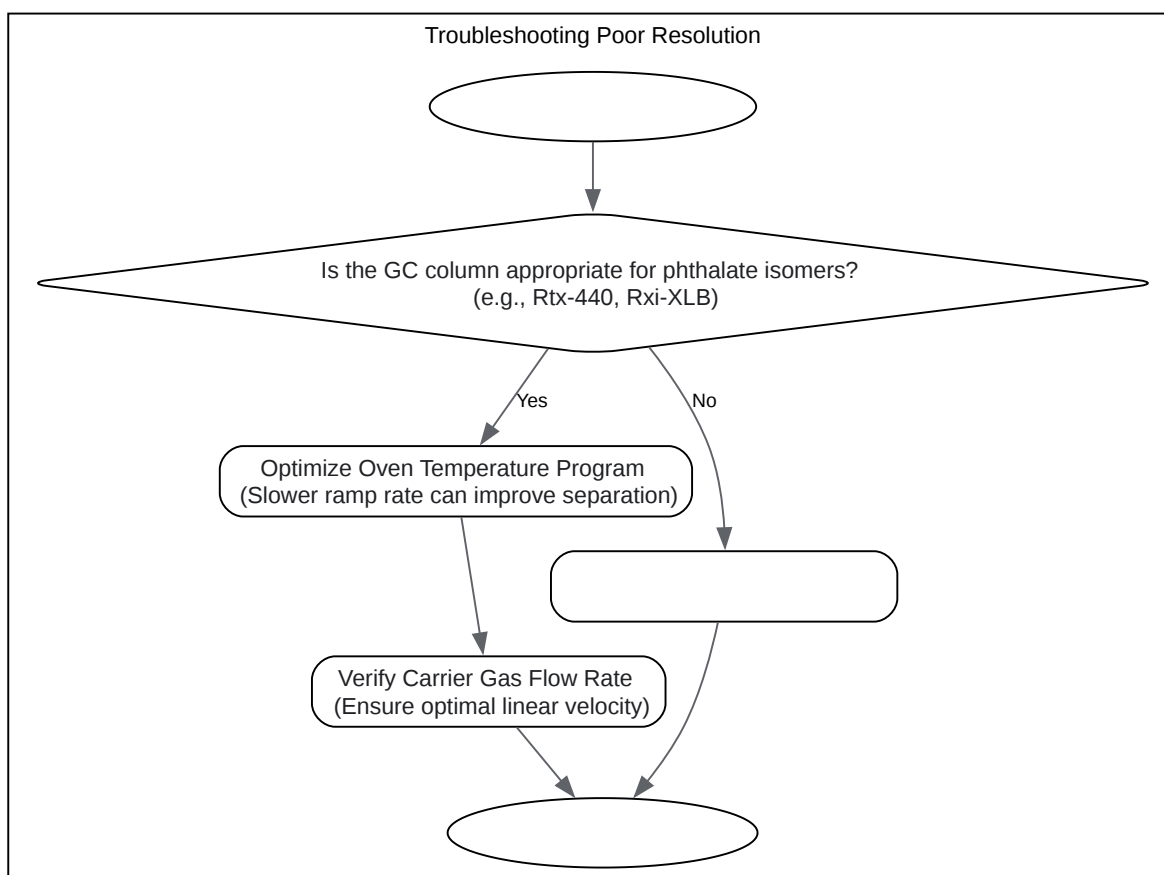 Troubleshooting Poor Resolution
Is the GC column appropriate for phthalate isomers?
(e.g., Rtx-440, Rxi-XLB)
Yes
No
Optimize Oven Temperature Program
(Slower ramp rate can improve separation)
Verify Carrier Gas Flow Rate
(Ensure optimal linear velocity)